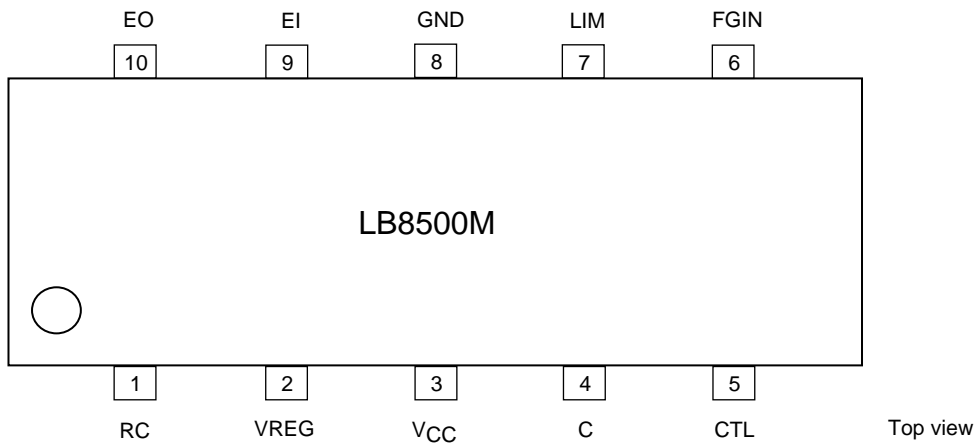 EO EI GND LIM FGIN
10 9 8 7 6
LB8500M
1 2 3 4 5
RC VREG VCC C CTL Top view